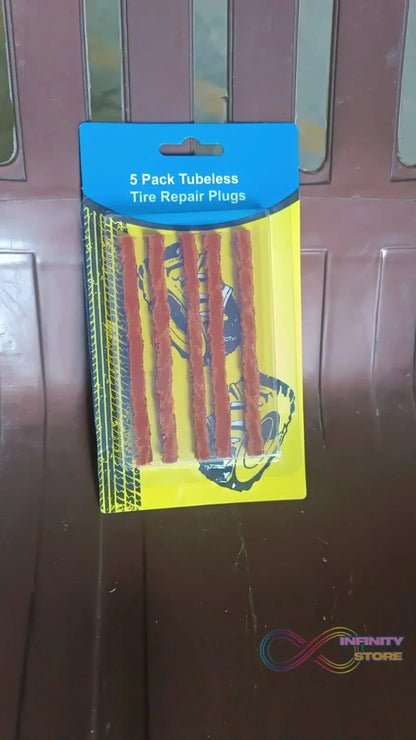 5 Pack Tubeless
Tire Repair Plugs
INFINITY
STORE